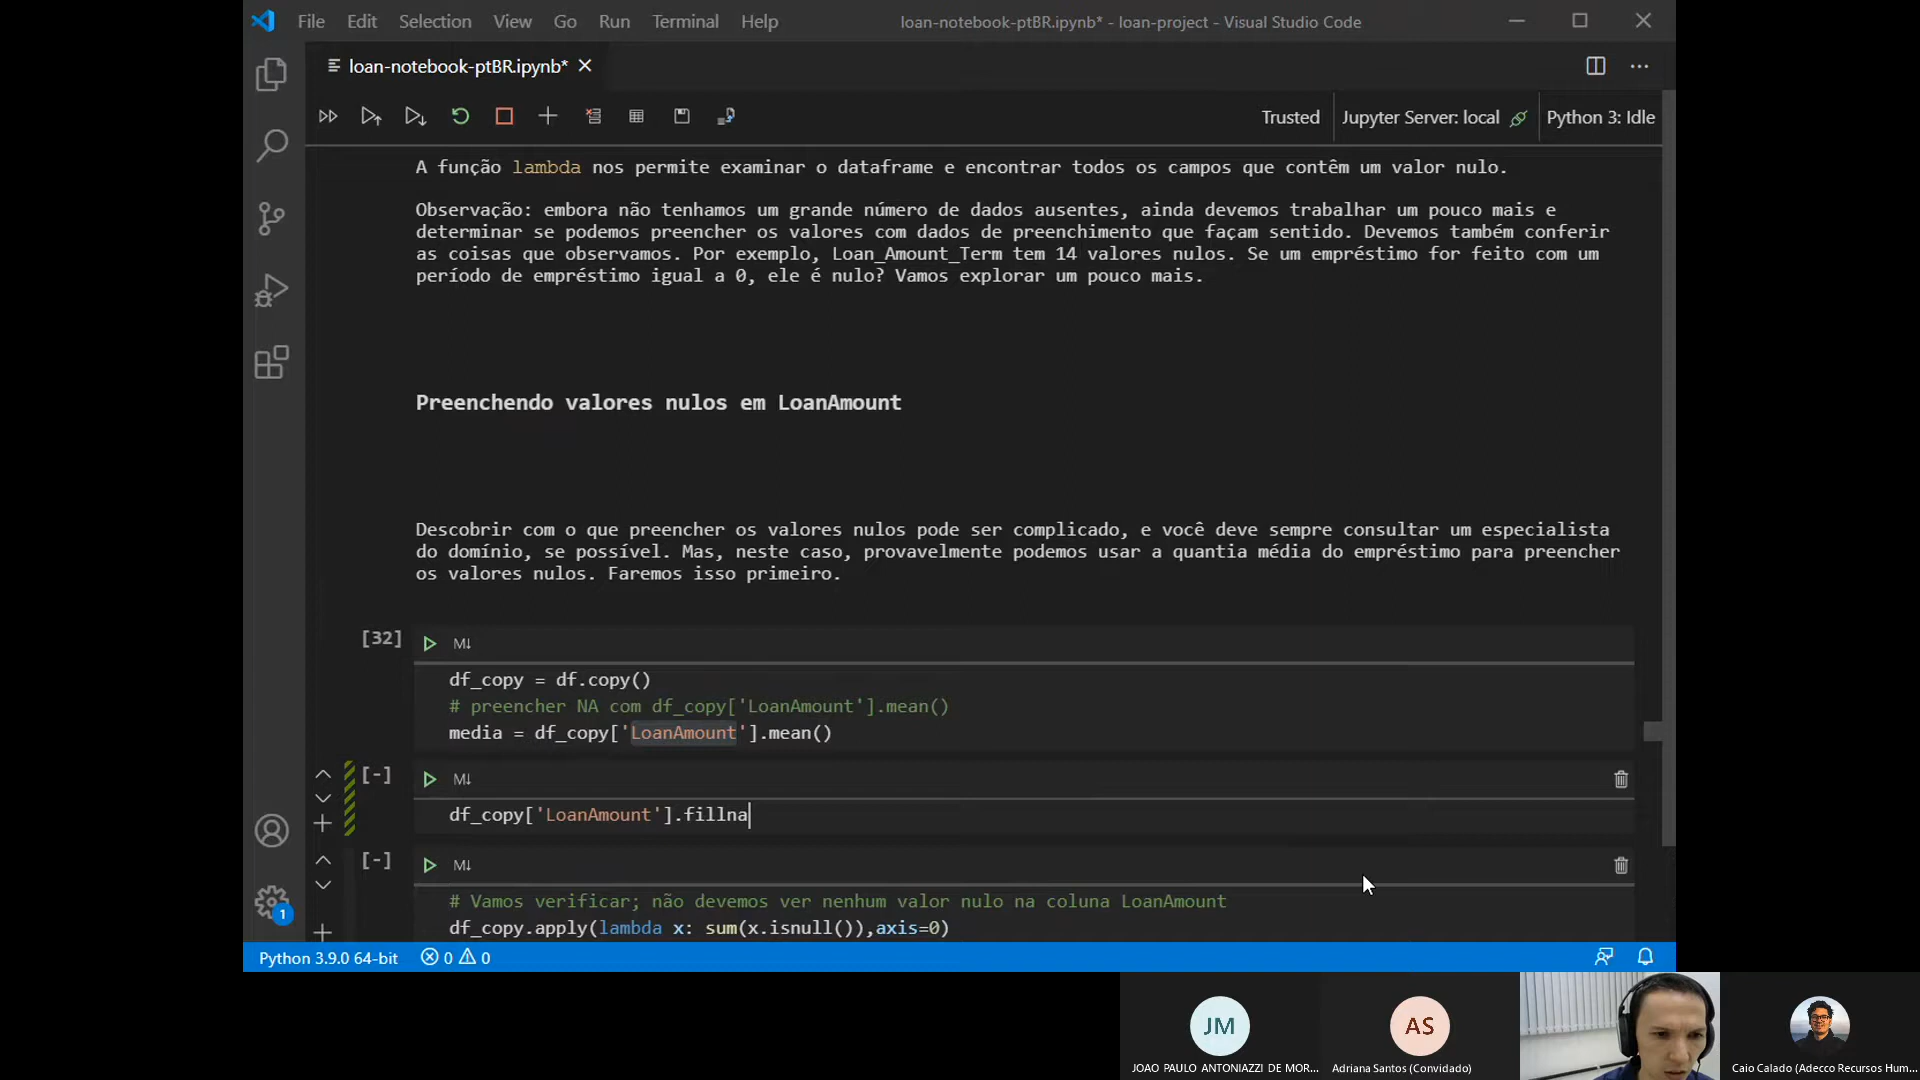 File Edit Selection View Go Run Terminal Help loan-notebook-ptBR.ipynb* - loan-project - Visual Studio Code
loan-notebook-ptBR.ipynb*
Trusted Jupyter Server: local Python 3: Idle
A função lambda nos permite examinar o dataframe e encontrar todos os campos que contêm um valor nulo.
Observação: embora não tenhamos um grande número de dados ausentes, ainda devemos trabalhar um pouco mais e
determinar se podemos preencher os valores com dados de preenchimento que façam sentido. Devemos também conferir
as coisas que observamos. Por exemplo, Loan_Amount_Term tem 14 valores nulos. Se um empréstimo for feito com um
período de empréstimo igual a 0, ele é nulo? Vamos explorar um pouco mais.
Preenchendo valores nulos em LoanAmount
Descobrir com o que preencher os valores nulos pode ser complicado, e você deve sempre consultar um especialista
do domínio, se possível. Mas, neste caso, provavelmente podemos usar a quantia média do empréstimo para preencher
os valores nulos. Faremos isso primeiro.
[32] M↓
df_copy = df.copy()
# preencher NA com df_copy['LoanAmount'].mean()
media = df_copy['LoanAmount'].mean()
[-] M↓
df_copy['LoanAmount'].fillna
[-] M↓
# Vamos verificar; não devemos ver nenhum valor nulo na coluna LoanAmount
df_copy.apply(lambda x: sum(x.isnull()),axis=0)
1
Python 3.9.0 64-bit 0 0
JM AS
JOAO PAULO ANTONIAZZI DE MOR... Adriana Santos (Convidado) Caio Calado (Adecco Recursos Hum...